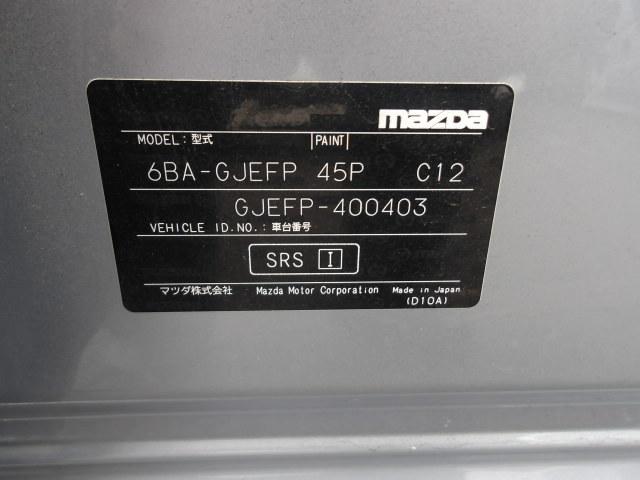 mazda
MODEL: 型式 PAINT
6BA-GJEFP 45P C12
GJEFP-400403
VEHICLE ID.NO.: 車台番号
SRS I
マツダ株式会社 Mazda Motor Corporation Made in Japan
(D10A)